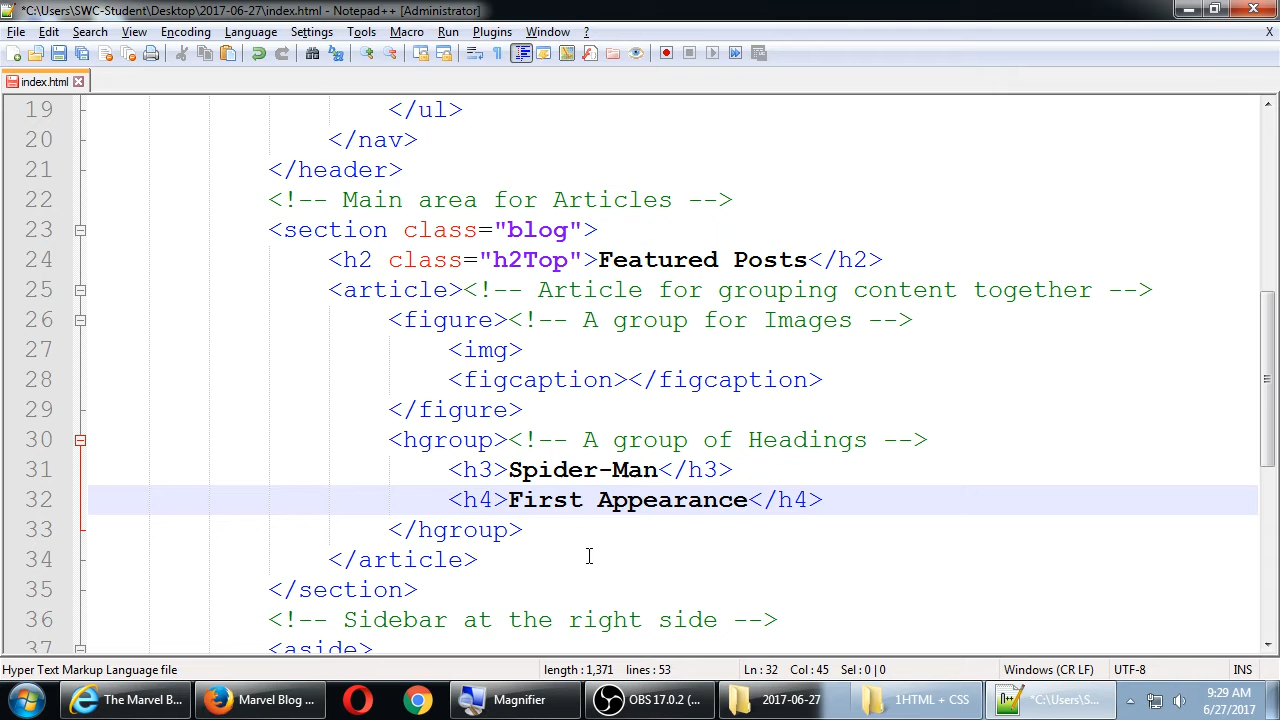 *C:\Users\SWC-Student\Desktop\2017-06-27\index.html - Notepad++ [Administrator]
File Edit Search View Encoding Language Settings Tools Macro Run Plugins Window ? X
index.html
19 </ul>
20 </nav>
21 </header>
22 <!-- Main area for Articles -->
23 <section class="blog">
24 <h2 class="h2Top">Featured Posts</h2>
25 <article><!-- Article for grouping content together -->
26 <figure><!-- A group for Images -->
27 <img>
28 <figcaption></figcaption>
29 </figure>
30 <hgroup><!-- A group of Headings -->
31 <h3>Spider-Man</h3>
32 <h4>First Appearance</h4>
33 </hgroup>
34 </article>
35 </section>
36 <!-- Sidebar at the right side -->
37 <aside>
Hyper Text Markup Language file length : 1,371 lines : 53 Ln : 32 Col : 45 Sel : 0 | 0 Windows (CR LF) UTF-8 INS
The Marvel B... Marvel Blog ... Magnifier OBS 17.0.2 (... 2017-06-27 1HTML + CSS *C:\Users\S... 9:29 AM
6/27/2017